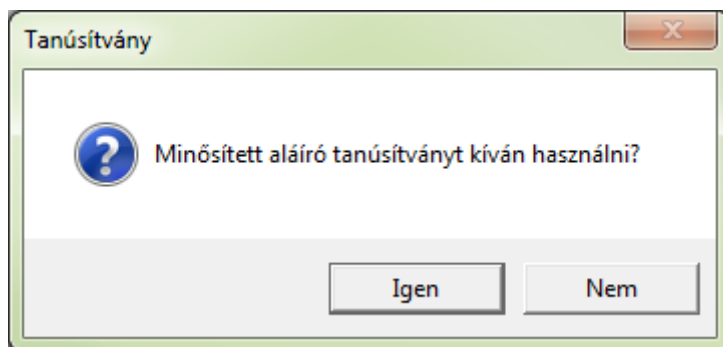 Tanúsítvány
Minősített aláíró tanúsítványt kíván használni?
Igen
Nem